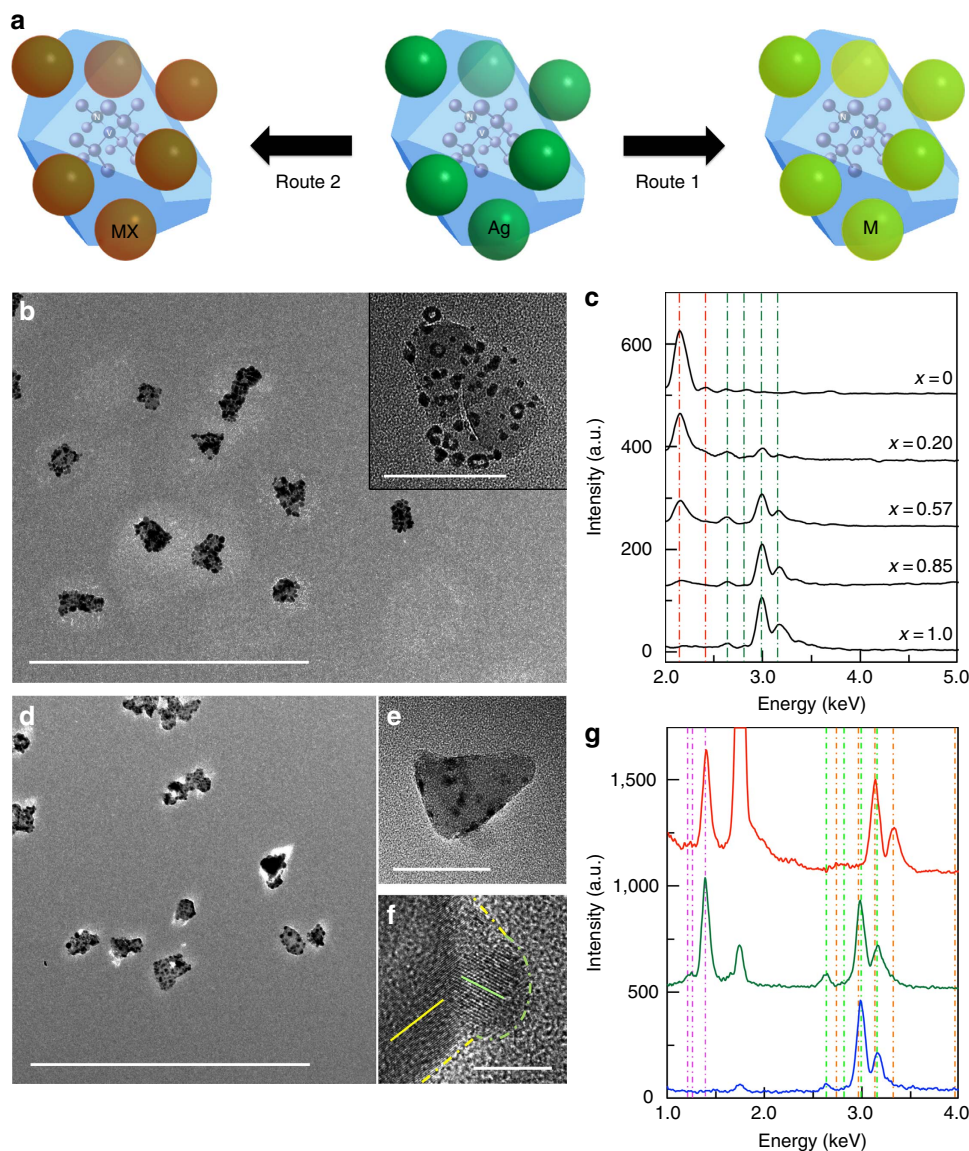 a
N
V
MX
Route 2
Ag
Route 1
N
V
M
b
c
600
400
200
0
Intensity (a.u.)
x = 0
x = 0.20
x = 0.57
x = 0.85
x = 1.0
2.0 3.0 4.0 5.0
Energy (keV)
d
e
f
g
1,500
1,000
500
0
Intensity (a.u.)
1.0 2.0 3.0 4.0
Energy (keV)